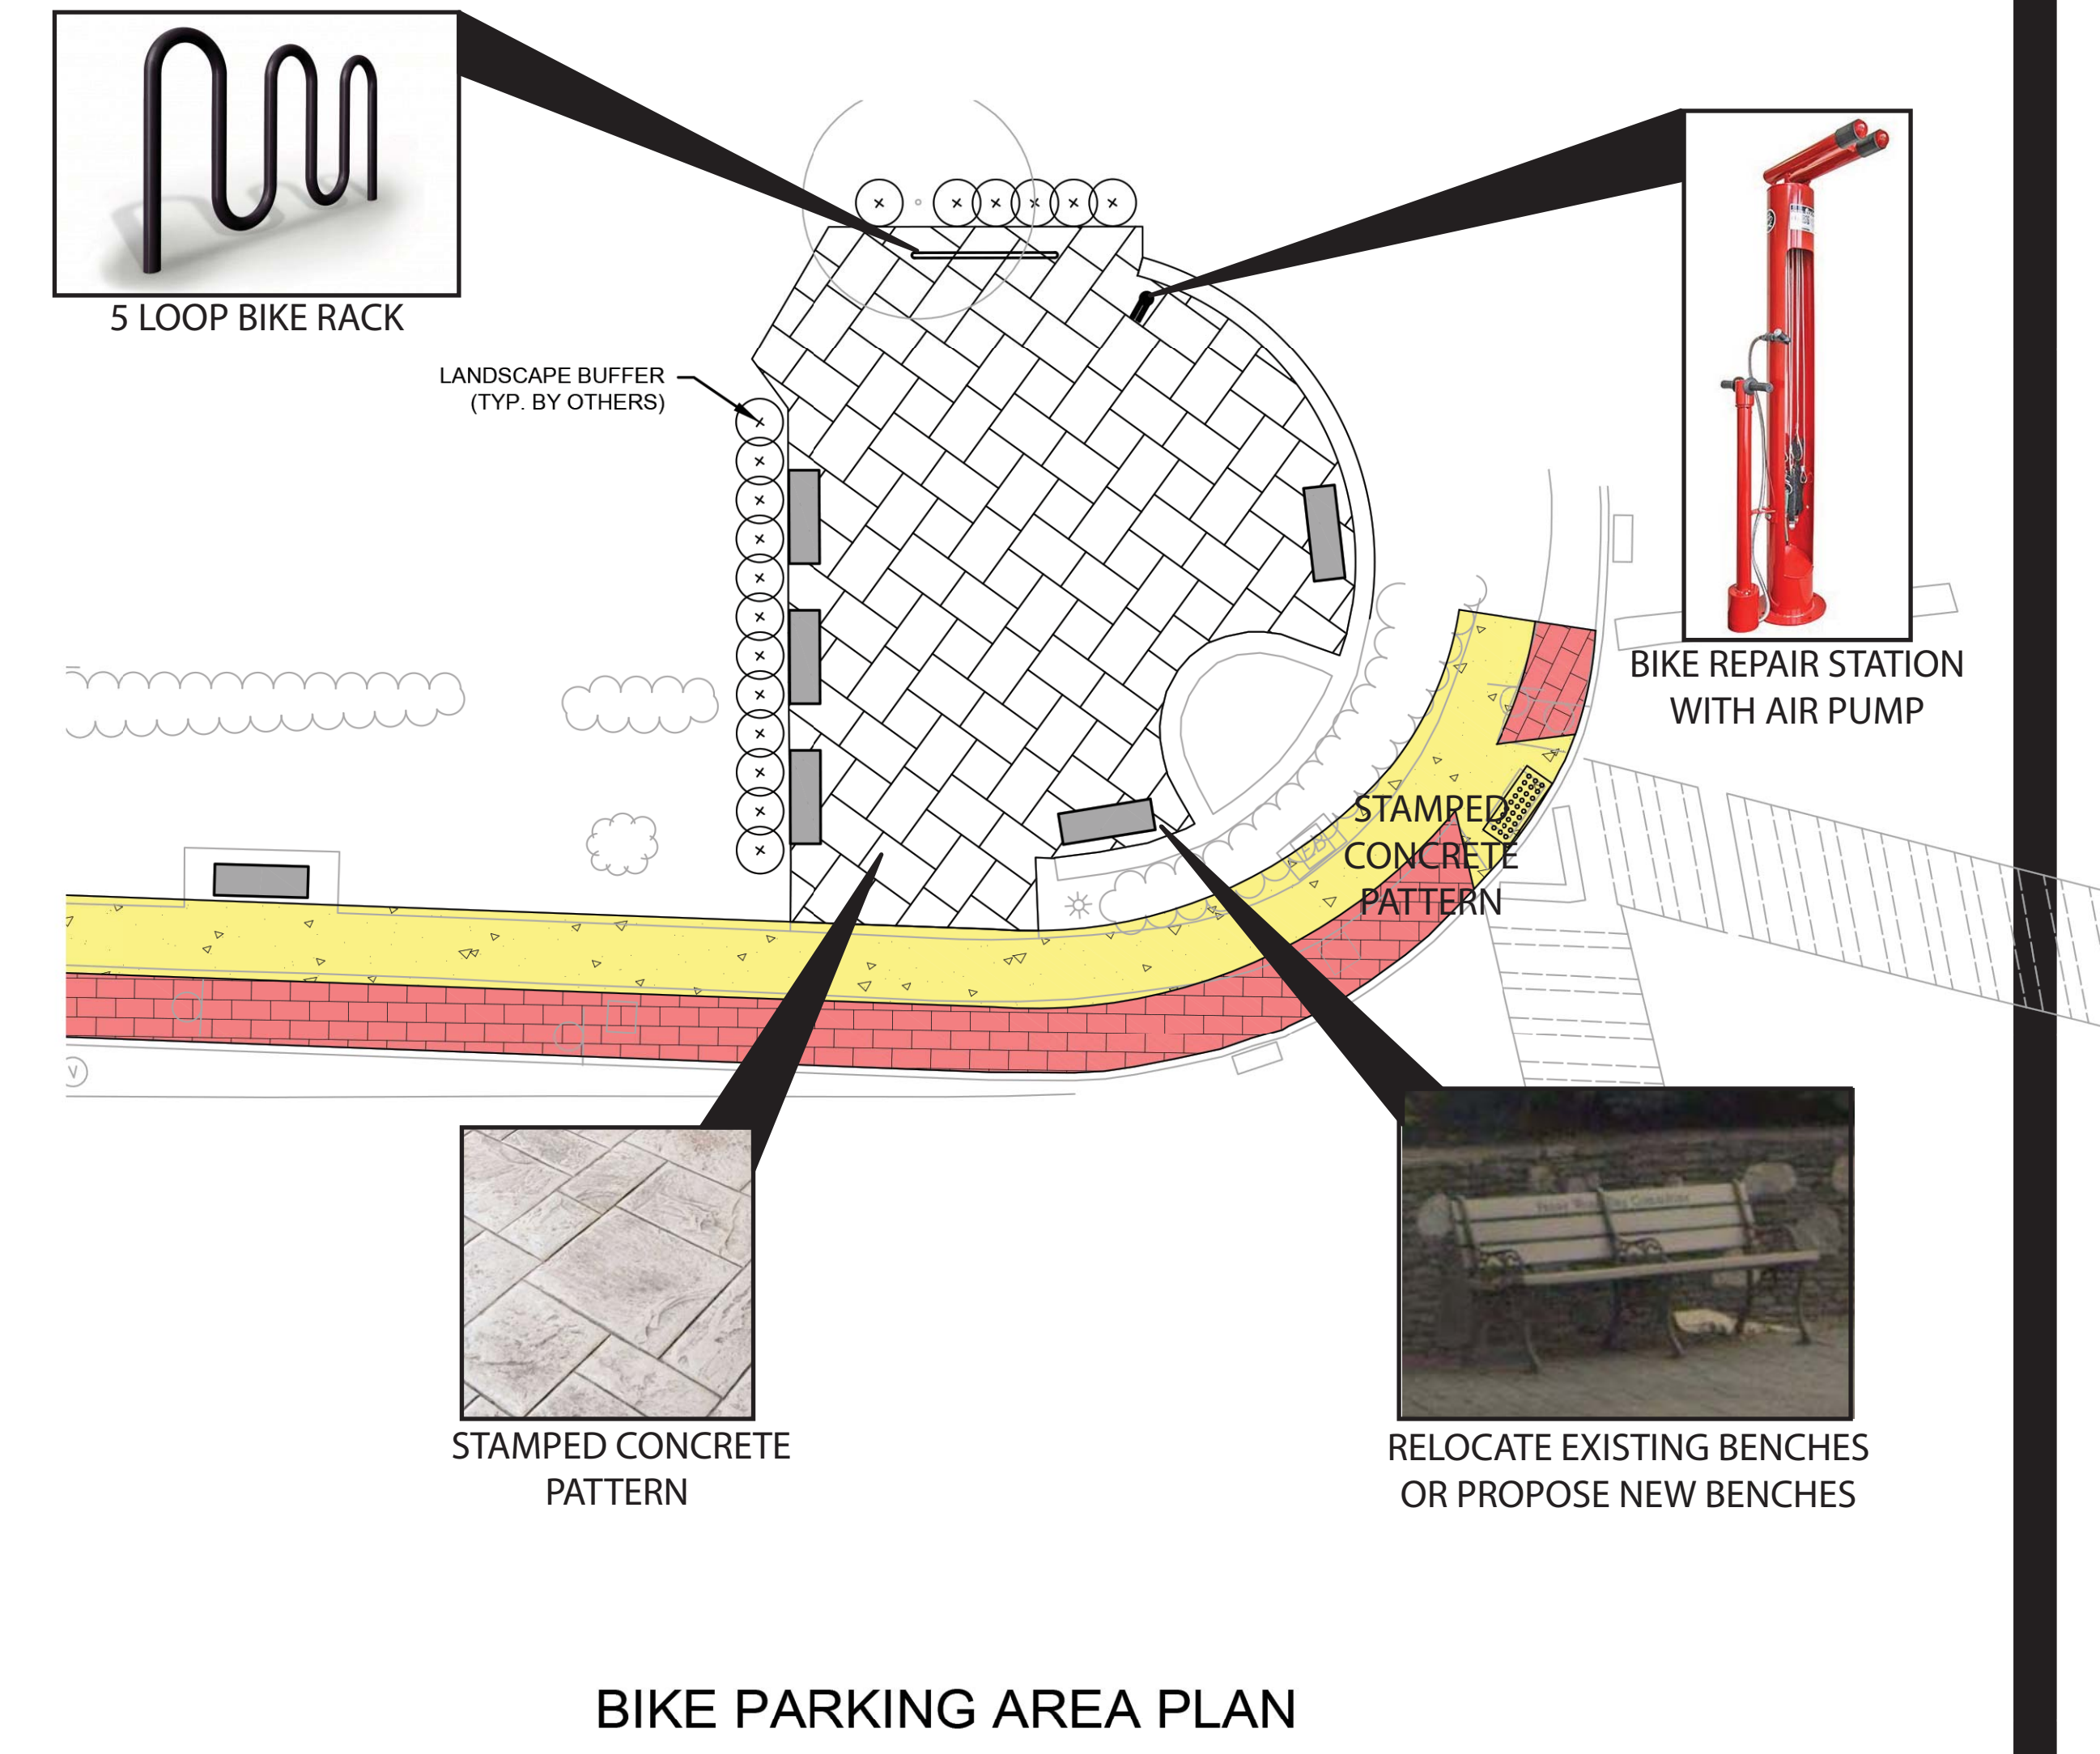 5 LOOP BIKE RACK
LANDSCAPE BUFFER
(TYP. BY OTHERS)
BIKE REPAIR STATION
WITH AIR PUMP
STAMPED
CONCRETE
PATTERN
V
STAMPED CONCRETE
PATTERN
RELOCATE EXISTING BENCHES
OR PROPOSE NEW BENCHES
BIKE PARKING AREA PLAN